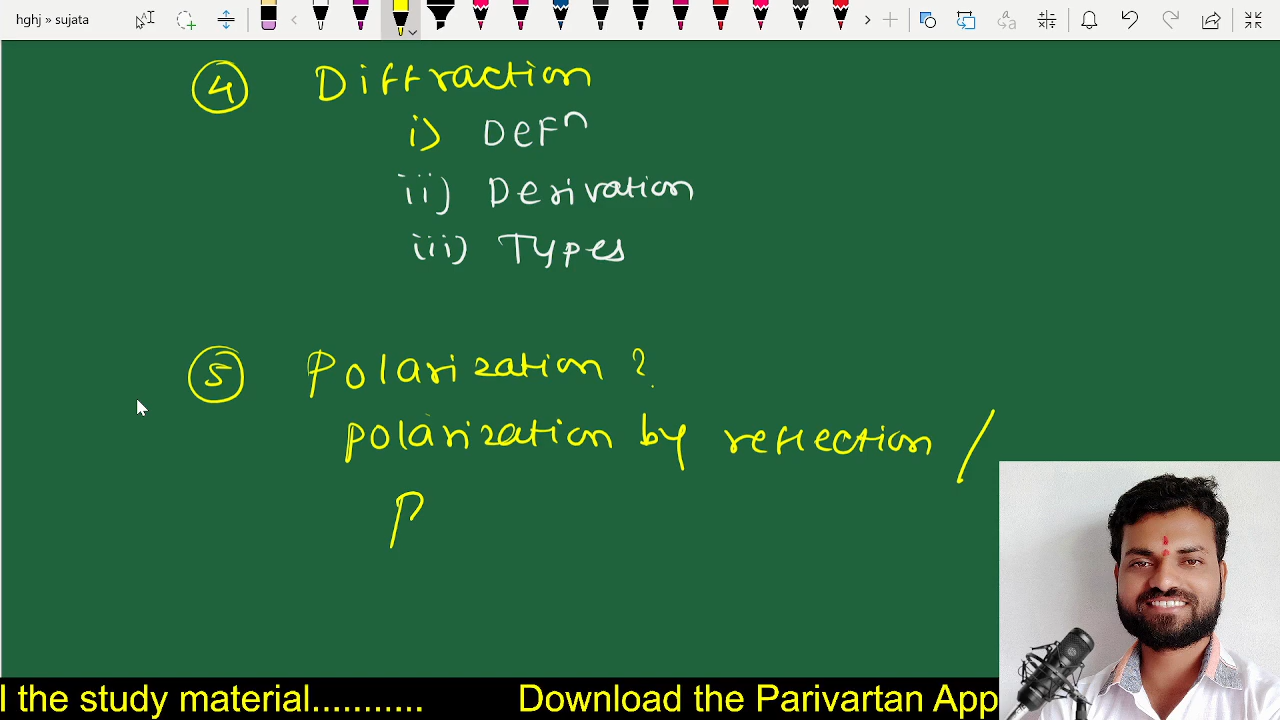 hghj » sujata
4 Diffraction
i) Defn
ii) Derivation
iii) Types
5 Polarization ?
polarization by reflection /
P
l the study material........... Download the Parivartan App